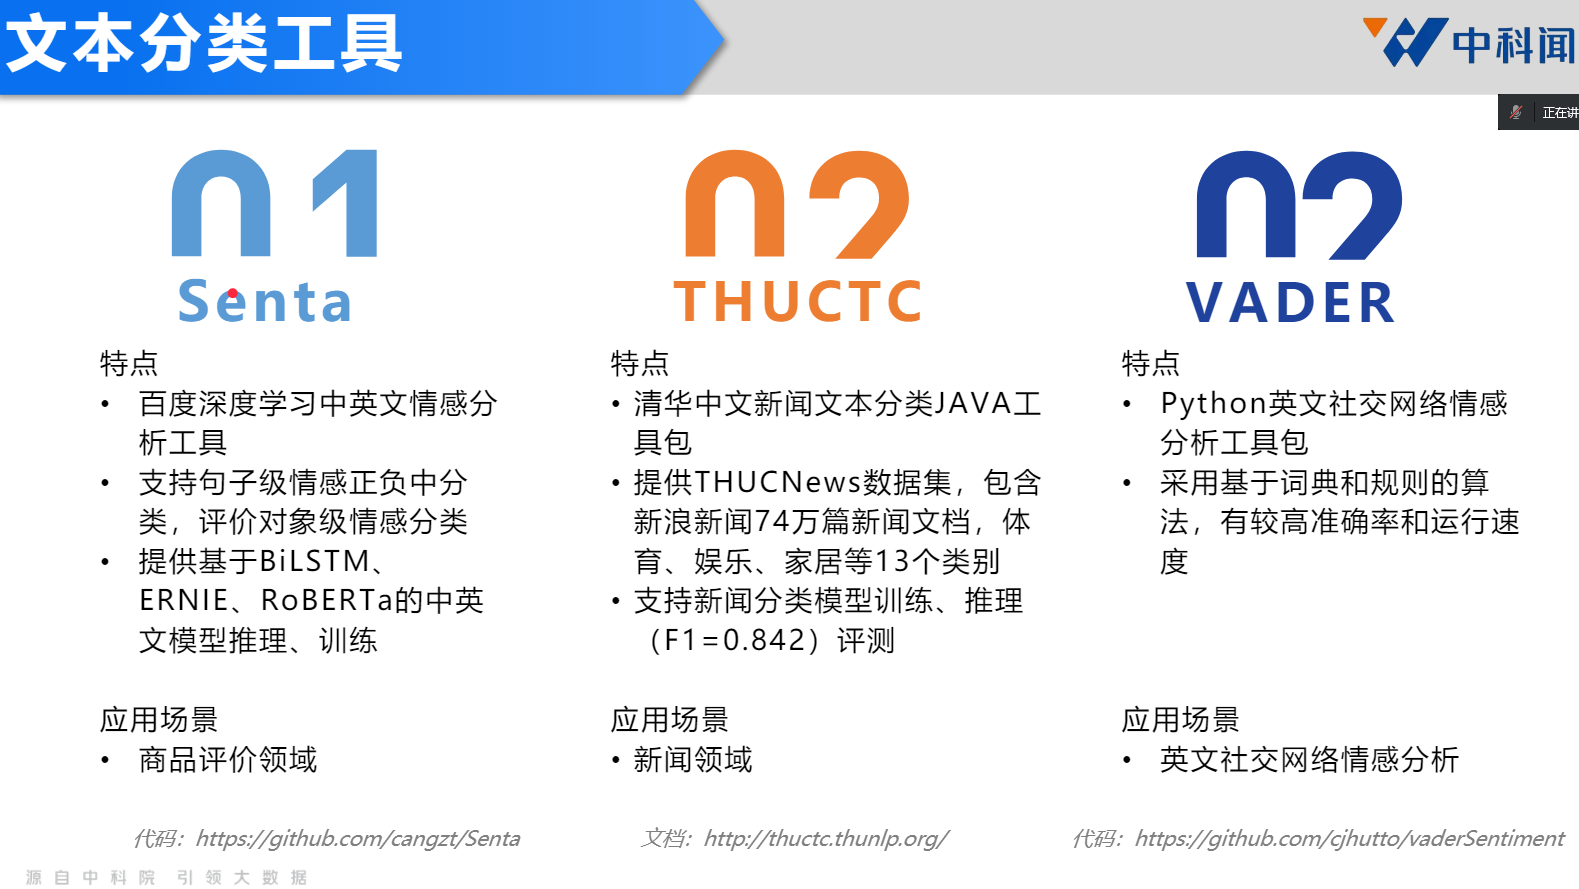 文本分类工具
中科闻
正在讲
01
Senta
特点
• 百度深度学习中英文情感分
析工具
• 支持句子级情感正负中分
类，评价对象级情感分类
• 提供基于BiLSTM、
ERNIE、RoBERTa的中英
文模型推理、训练
应用场景
• 商品评价领域
代码：https://github.com/cangzt/Senta
02
THUCTC
特点
• 清华中文新闻文本分类JAVA工
具包
• 提供THUCNews数据集，包含
新浪新闻74万篇新闻文档，体
育、娱乐、家居等13个类别
• 支持新闻分类模型训练、推理
（F1=0.842）评测
应用场景
• 新闻领域
文档：http://thuctc.thunlp.org/
02
VADER
特点
• Python英文社交网络情感
分析工具包
• 采用基于词典和规则的算
法，有较高准确率和运行速
度
应用场景
• 英文社交网络情感分析
代码：https://github.com/cjhutto/vaderSentiment
源自中科院 引领大数据